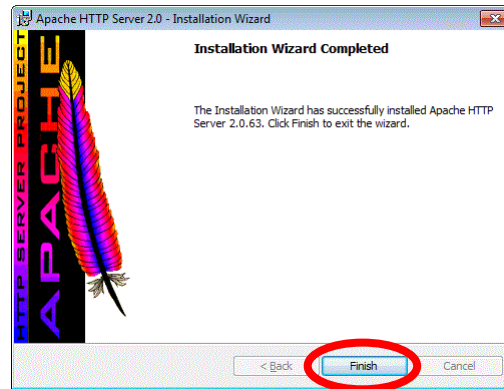 Apache HTTP Server 2.0 - Installation Wizard
HTTP SERVER PROJECT
APACHE
Installation Wizard Completed
The Installation Wizard has successfully installed Apache HTTP
Server 2.0.63. Click Finish to exit the wizard.
< Back
Finish
Cancel